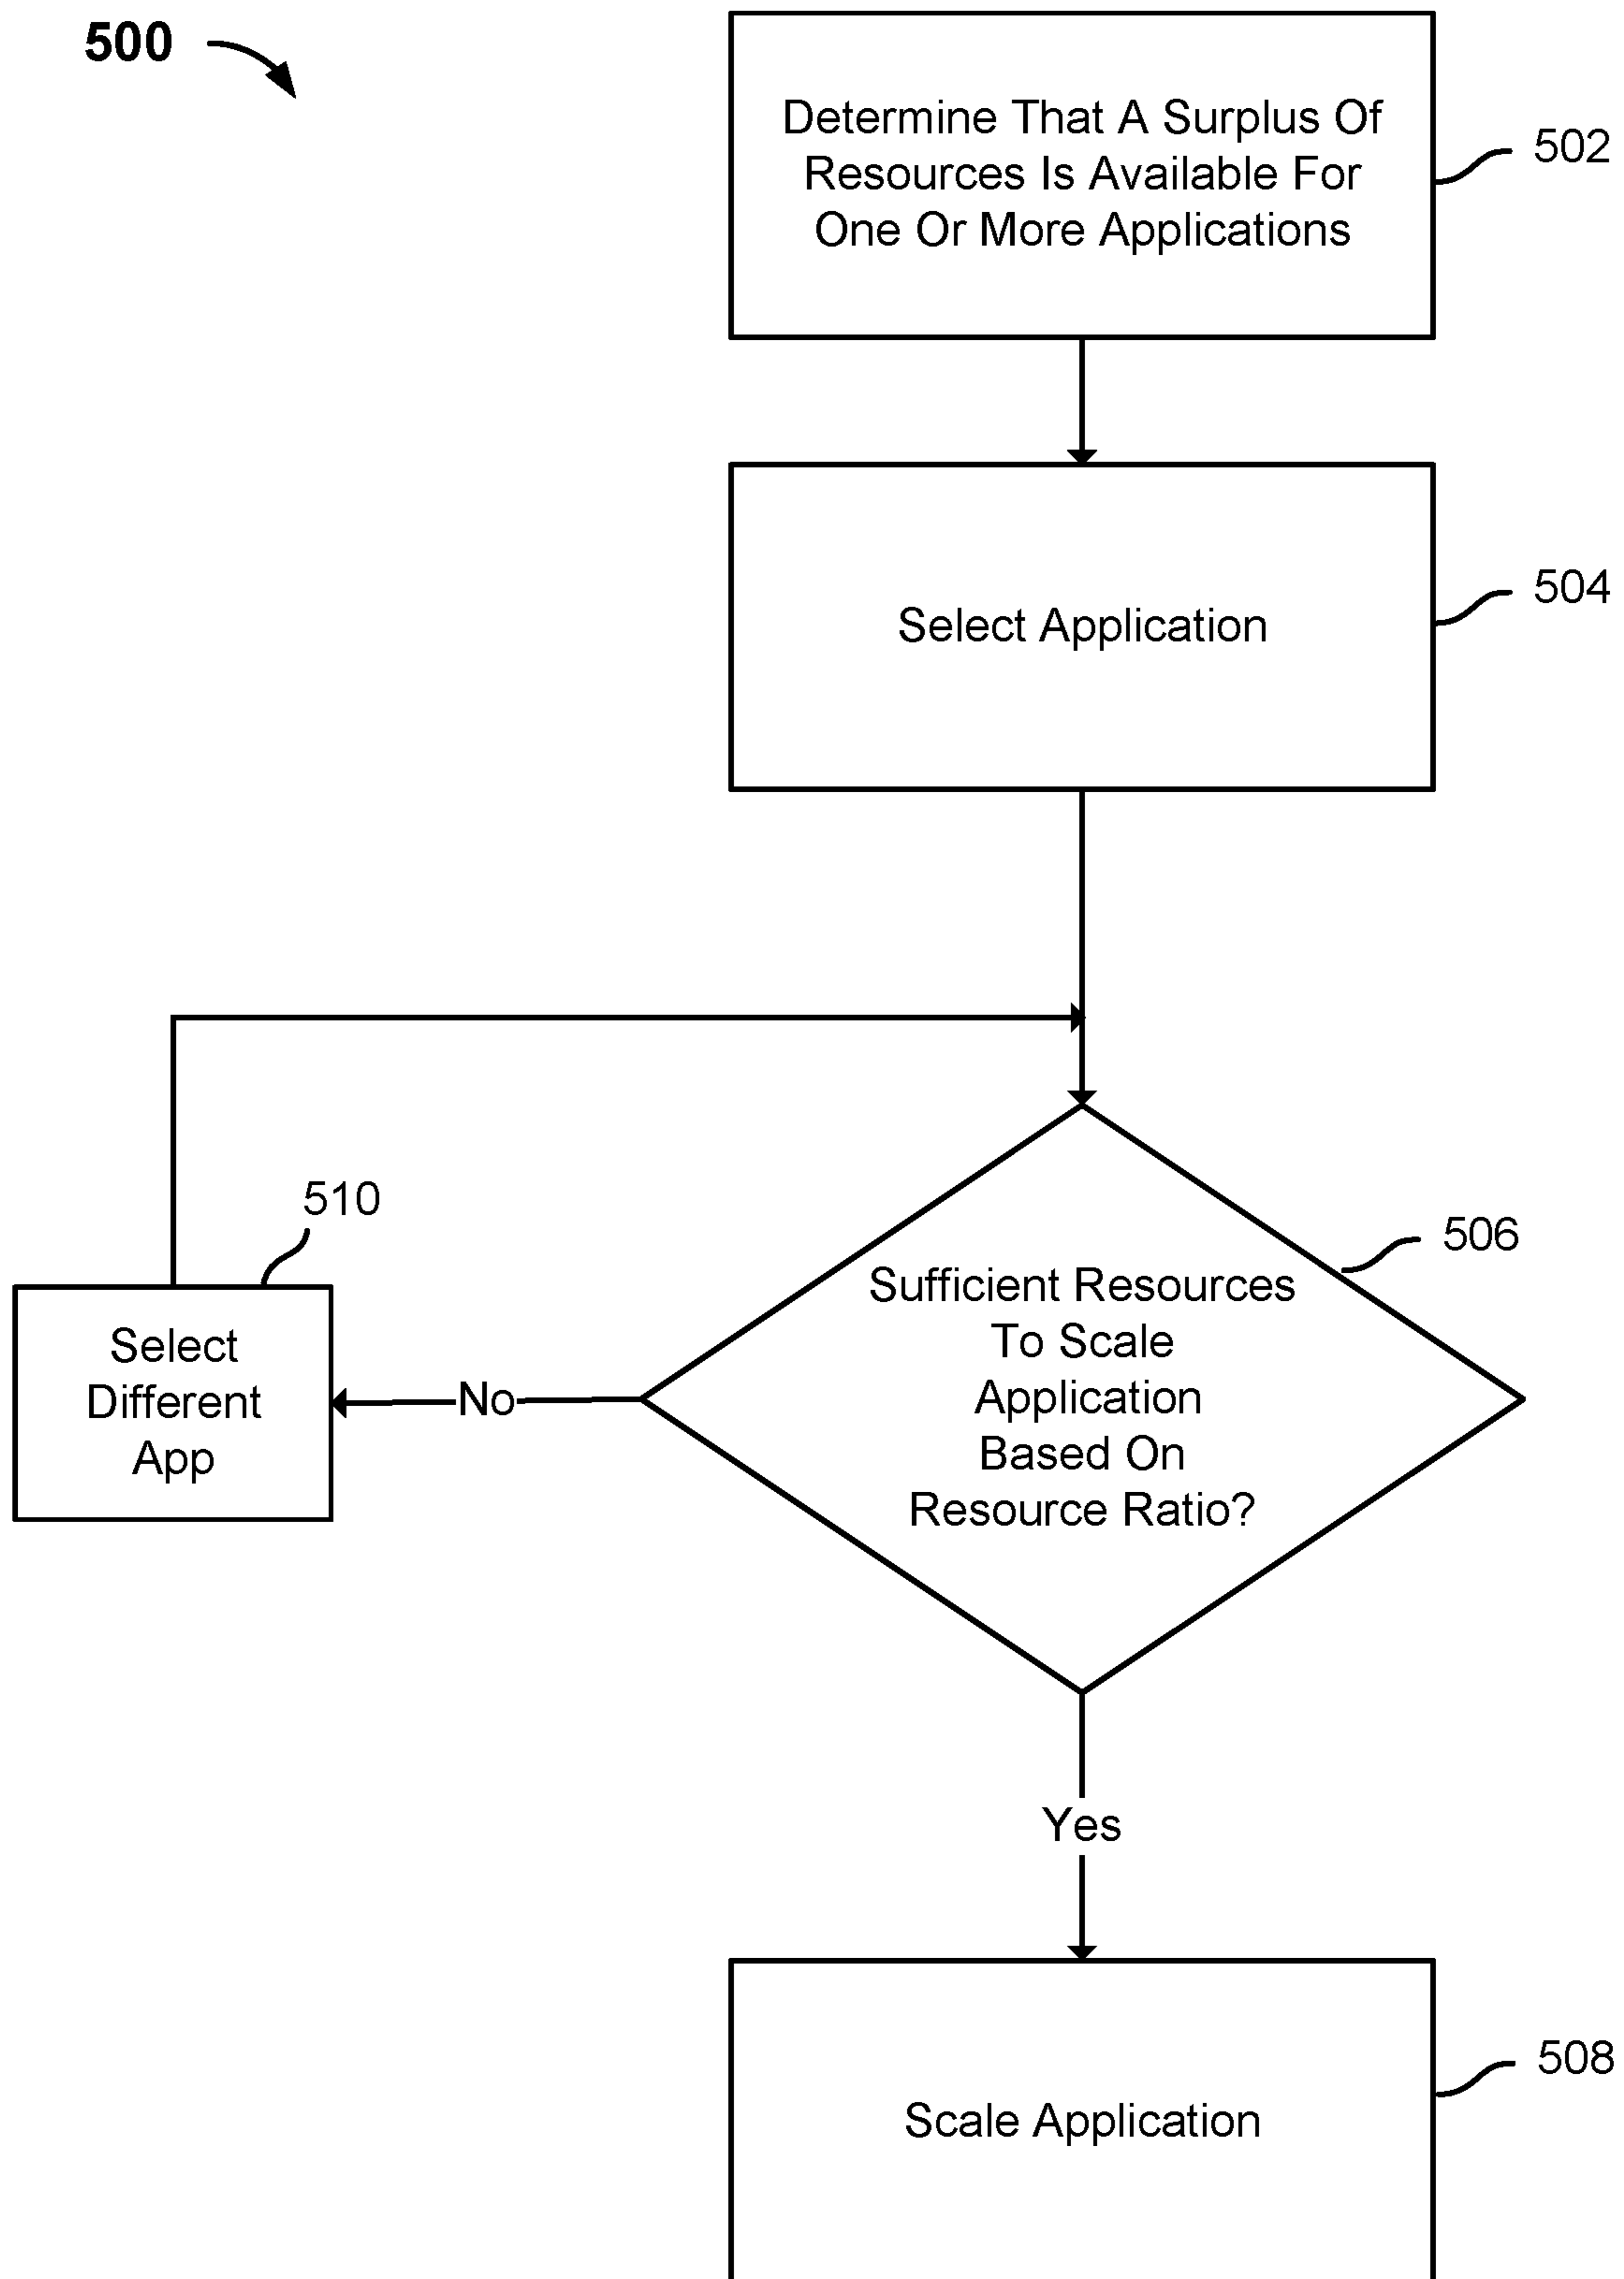 500
Determine That A Surplus Of
Resources Is Available For
One Or More Applications
502
Select Application
504
510
Select
Different
App
No
506
Sufficient Resources
To Scale
Application
Based On
Resource Ratio?
Yes
Scale Application
508